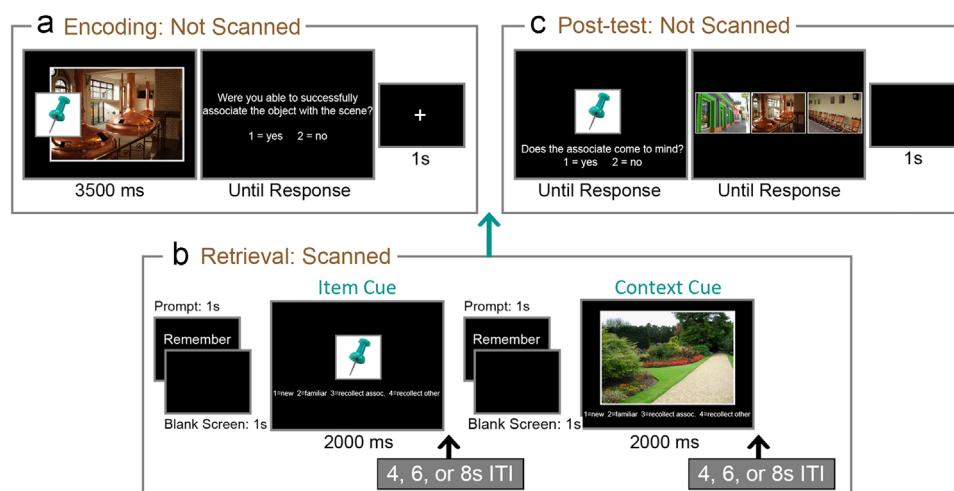 a Encoding: Not Scanned
Were you able to successfully
associate the object with the scene?
1 = yes 2 = no
+
3500 ms
Until Response
1s
c Post-test: Not Scanned
Does the associate come to mind?
1 = yes 2 = no
Until Response
Until Response
1s
b Retrieval: Scanned
Prompt: 1s
Remember
Blank Screen: 1s
Item Cue
1=new 2=familiar 3=recollect assoc. 4=recollect other
2000 ms
4, 6, or 8s ITI
Prompt: 1s
Remember
Blank Screen: 1s
Context Cue
1=new 2=familiar 3=recollect assoc. 4=recollect other
2000 ms
4, 6, or 8s ITI